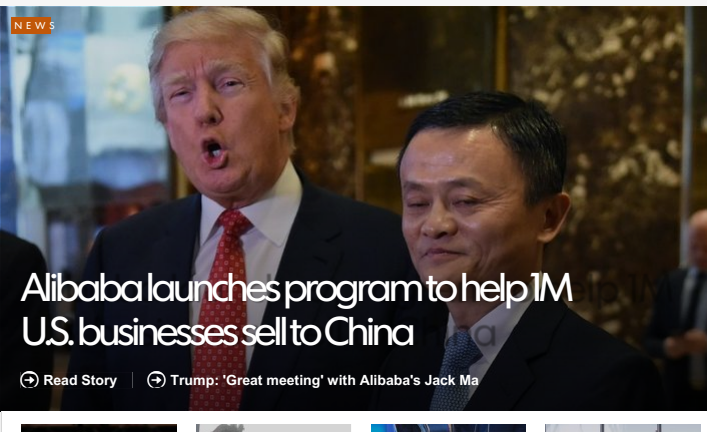 NEWS
Alibaba launches program to help 1M
U.S. businesses sell to China
Read Story
Trump: 'Great meeting' with Alibaba's Jack Ma